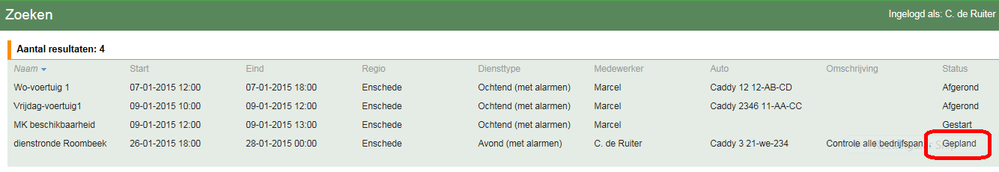 Zoeken Ingelogd als: C. de Ruiter
Aantal resultaten: 4
Naam Start Eind Regio Diensttype Medewerker Auto Omschrijving Status
Wo-voertuig 1 07-01-2015 12:00 07-01-2015 18:00 Enschede Ochtend (met alarmen) Marcel Caddy 12 12-AB-CD Afgerond
Vrijdag-voertuig1 09-01-2015 10:00 09-01-2015 12:00 Enschede Ochtend (met alarmen) Marcel Caddy 2346 11-AA-CC Afgerond
MK beschikbaarheid 09-01-2015 12:00 09-01-2015 13:00 Enschede Ochtend (met alarmen) Marcel Gestart
dienstronde Roombeek 26-01-2015 18:00 28-01-2015 00:00 Enschede Avond (met alarmen) C. de Ruiter Caddy 3 21-we-234 Controle alle bedrijfspan... Gepland